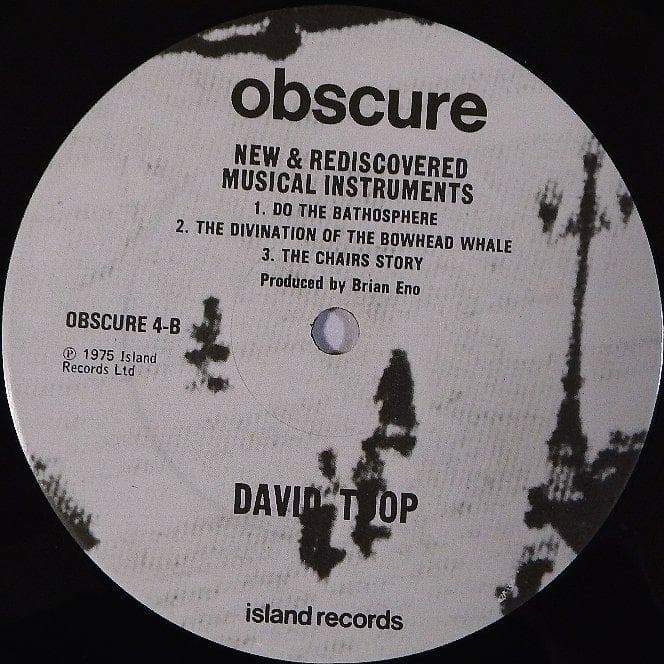 obscure
NEW & REDISCOVERED
MUSICAL INSTRUMENTS
1. DO THE BATHOSPHERE
2. THE DIVINATION OF THE BOWHEAD WHALE
3. THE CHAIRS STORY
Produced by Brian Eno
OBSCURE 4-B
℗ 1975 Island
Records Ltd
DAVID TOOP
island records